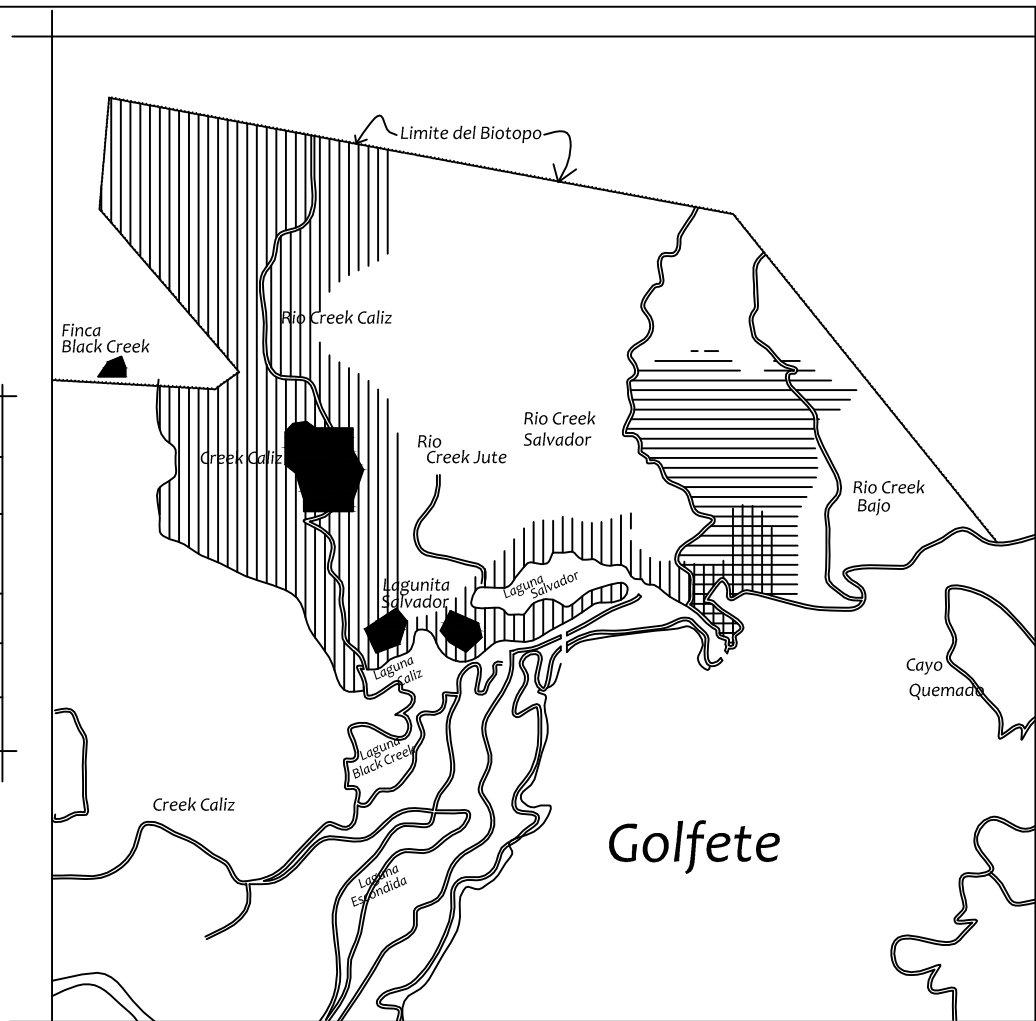 Limite del Biotopo
Rio Creek Caliz
Finca
Black Creek
Creek Caliz
Rio
Creek Jute
Rio Creek
Salvador
Rio Creek
Bajo
Lagunita
Salvador
Laguna
Salvador
Laguna
Caliz
Cayo
Quemado
Laguna
Black Creek
Creek Caliz
Golfete
Laguna
Escondida